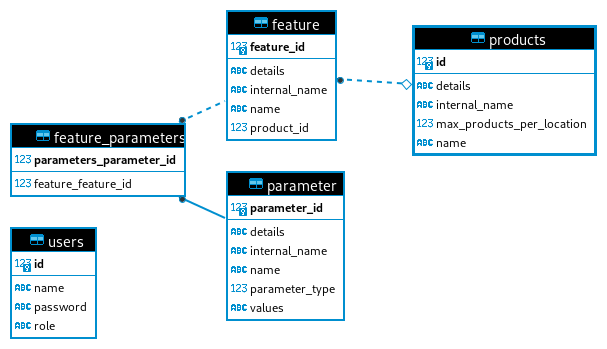 feature
123 feature_id
ABC details
ABC internal_name
ABC name
123 product_id
products
123 id
ABC details
ABC internal_name
123 max_products_per_location
ABC name
feature_parameters
123 parameters_parameter_id
123 feature_feature_id
parameter
123 parameter_id
ABC details
ABC internal_name
ABC name
123 parameter_type
ABC values
users
123 id
ABC name
ABC password
ABC role